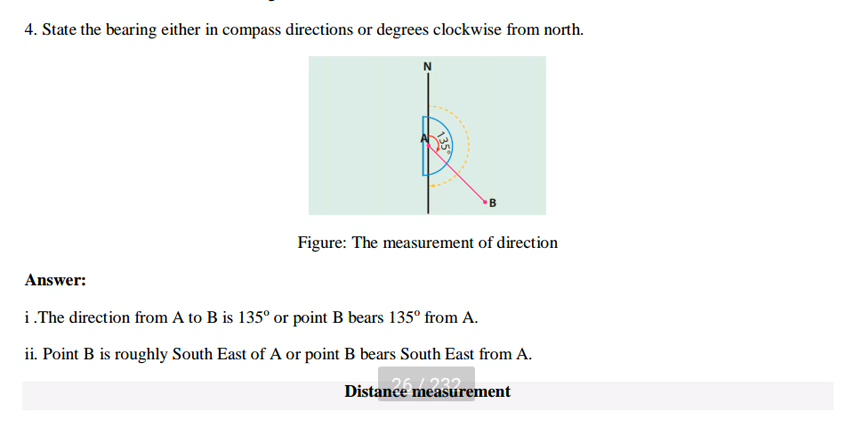 4. State the bearing either in compass directions or degrees clockwise from north.
N
A
135°
B
Figure: The measurement of direction
Answer:
i .The direction from A to B is 135° or point B bears 135° from A.
ii. Point B is roughly South East of A or point B bears South East from A.
26 / 232
Distance measurement